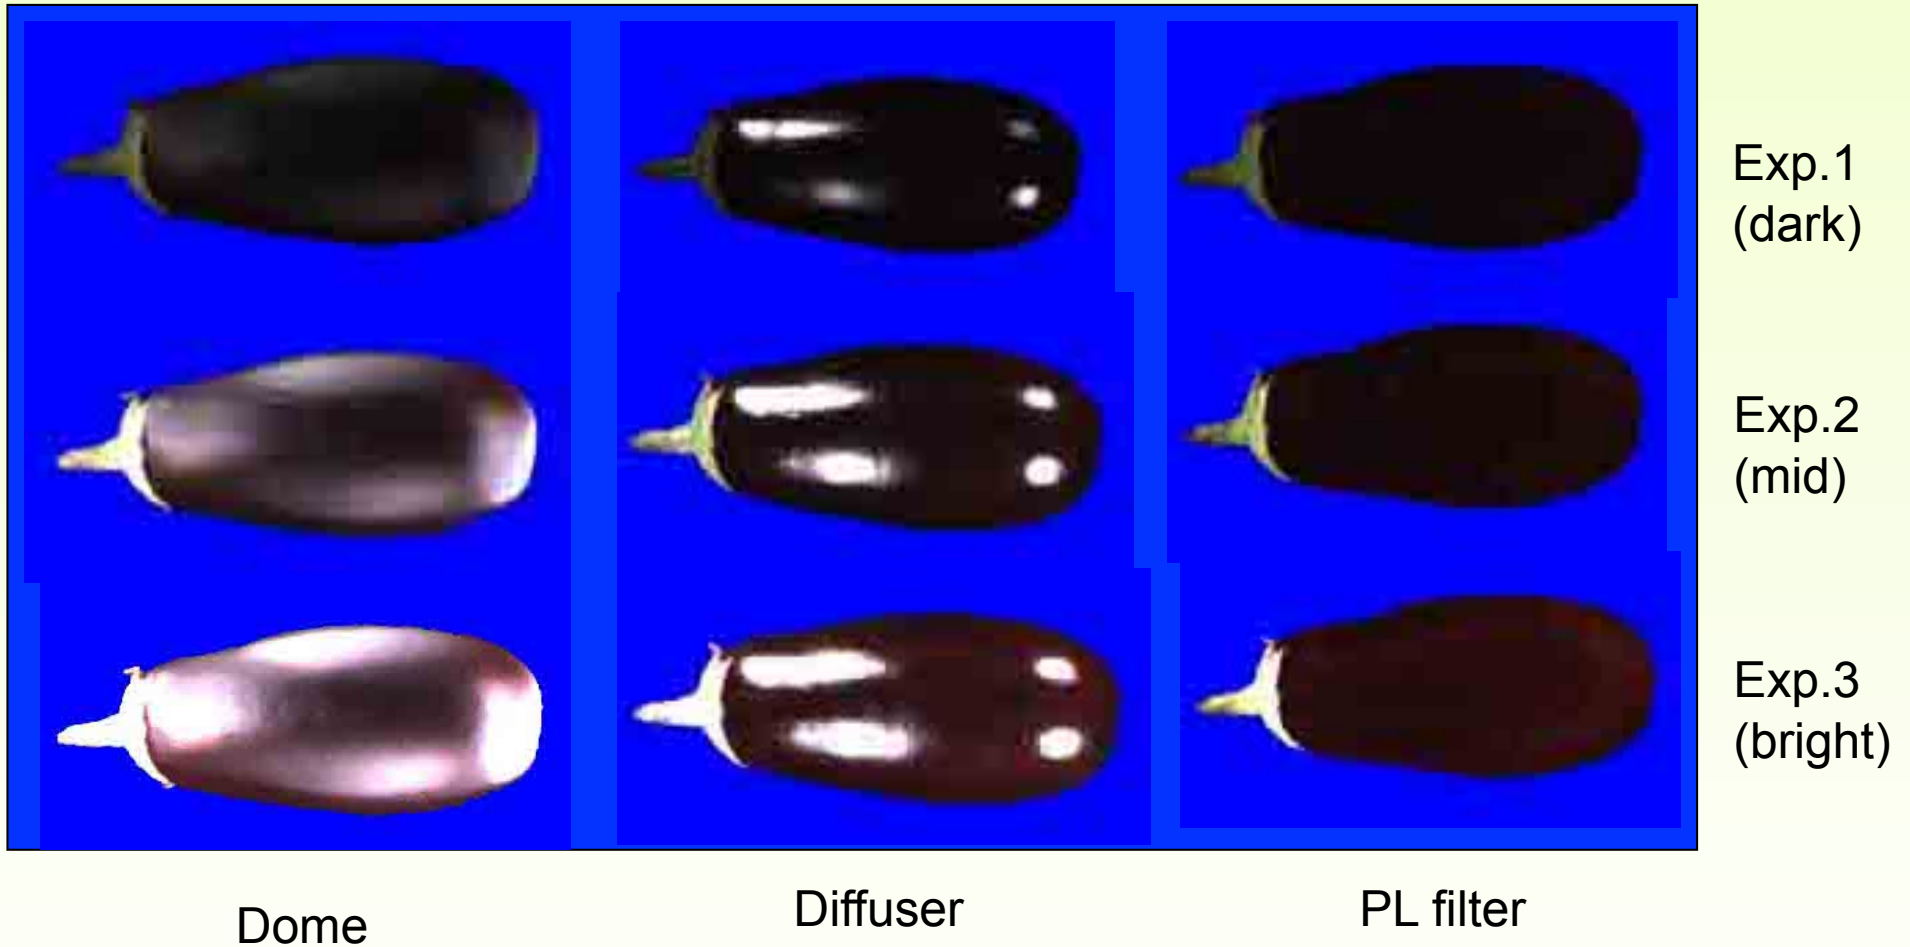 Exp.1
(dark)
Exp.2
(mid)
Exp.3
(bright)
Dome
Diffuser
PL filter